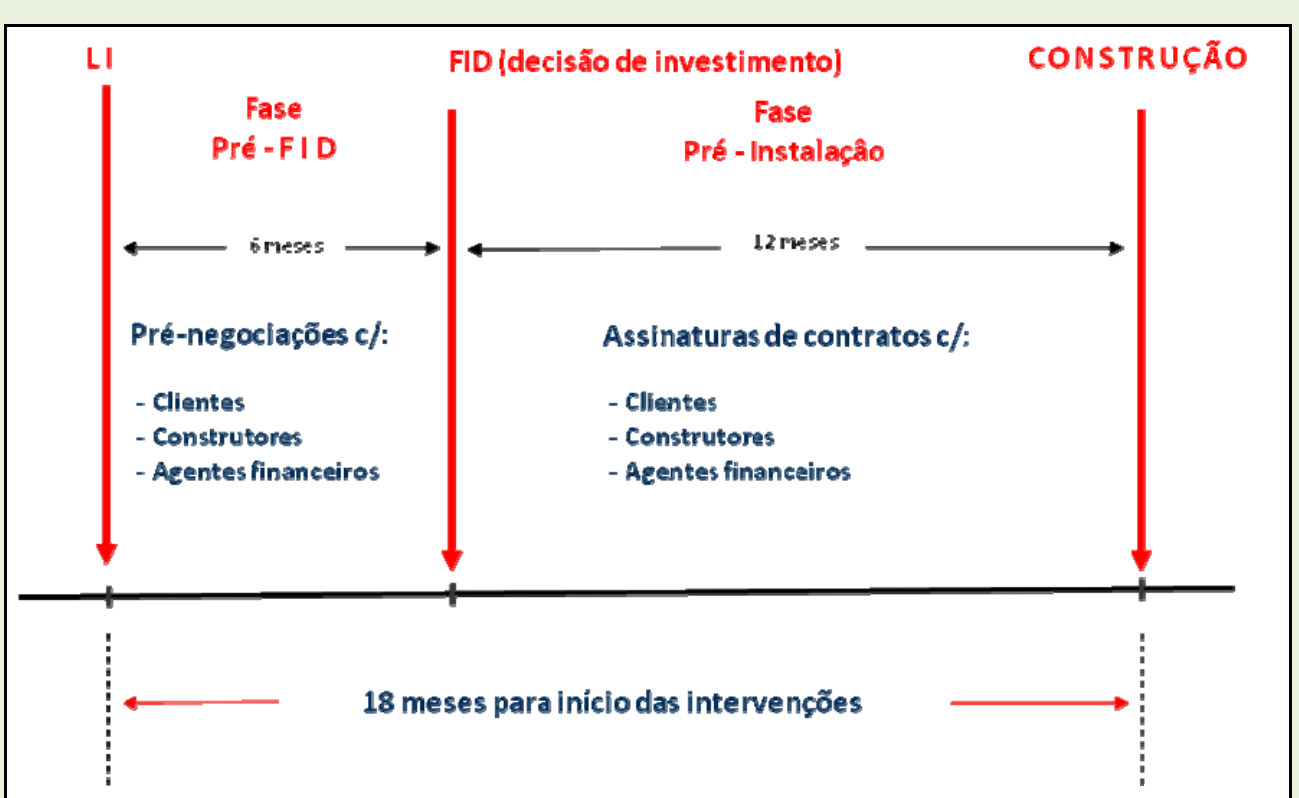 LI
FID (decisão de investimento)
CONSTRUÇÃO
Fase
Pré - F I D
Fase
Pré - Instalação
6 meses
12 meses
Pré-negociações c/:
- Clientes
- Construtores
- Agentes financeiros
Assinaturas de contratos c/:
- Clientes
- Construtores
- Agentes financeiros
18 meses para início das intervenções